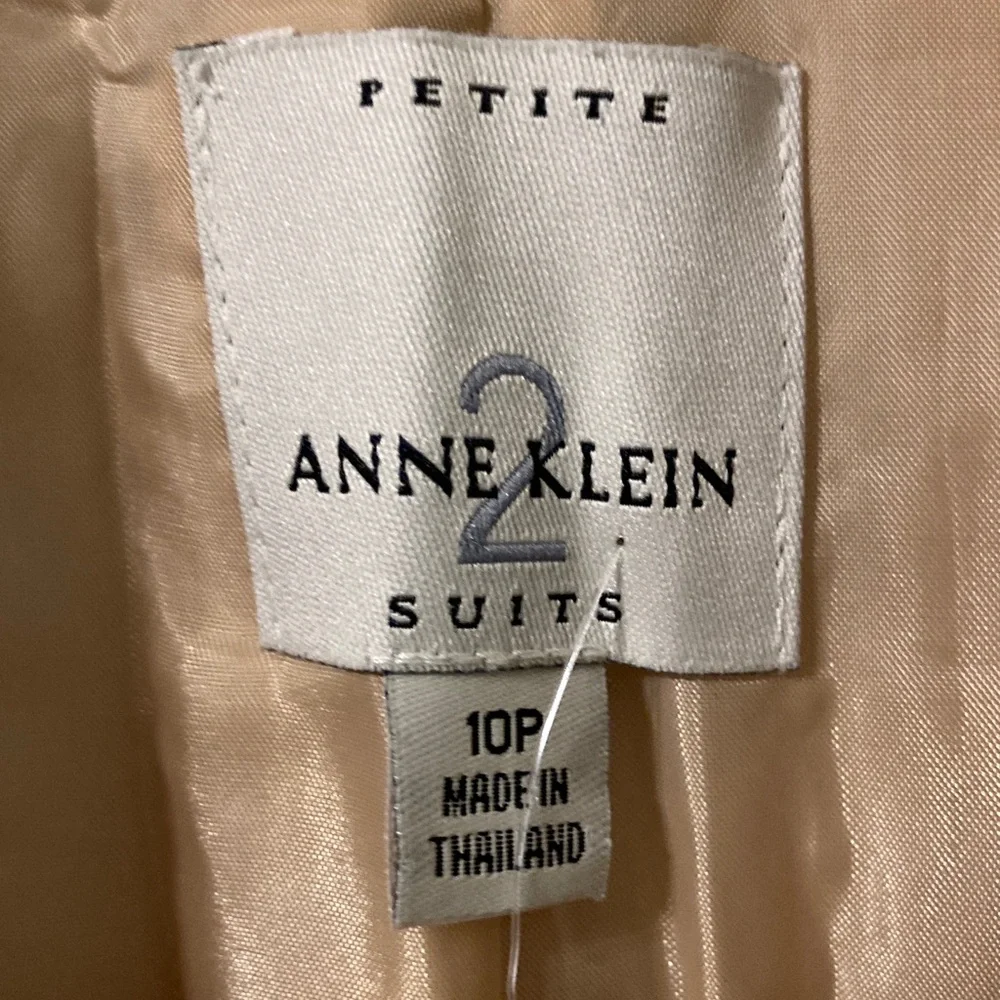 PETITE
2
ANNE KLEIN
SUITS
10P
MADE IN
THAILAND